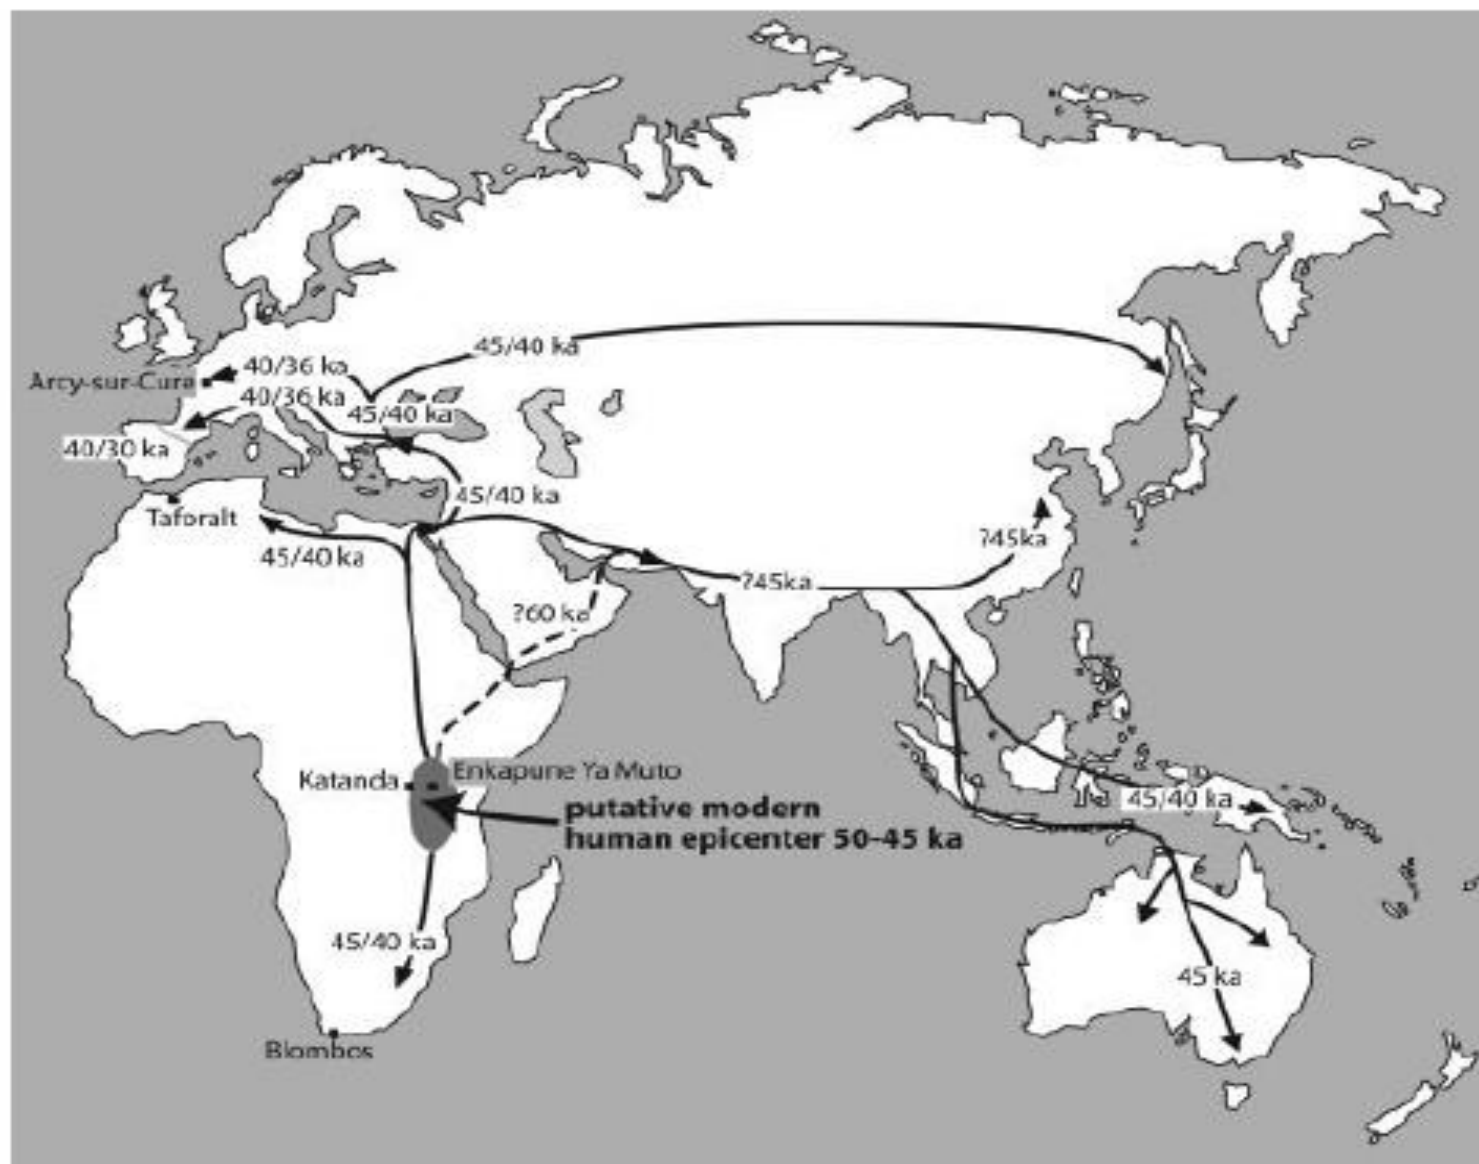 45/40 ka
40/36 ka
Arcy-sur-Cure
40/36 ka
45/40 ka
40/30 ka
45/40 ka
Taforalt
45/40 ka
?45ka
?45ka
?60 ka
Katanda
Enkapune Ya Muto
putative modern
human epicenter 50-45 ka
45/40 ka
45/40 ka
45 ka
Blombos